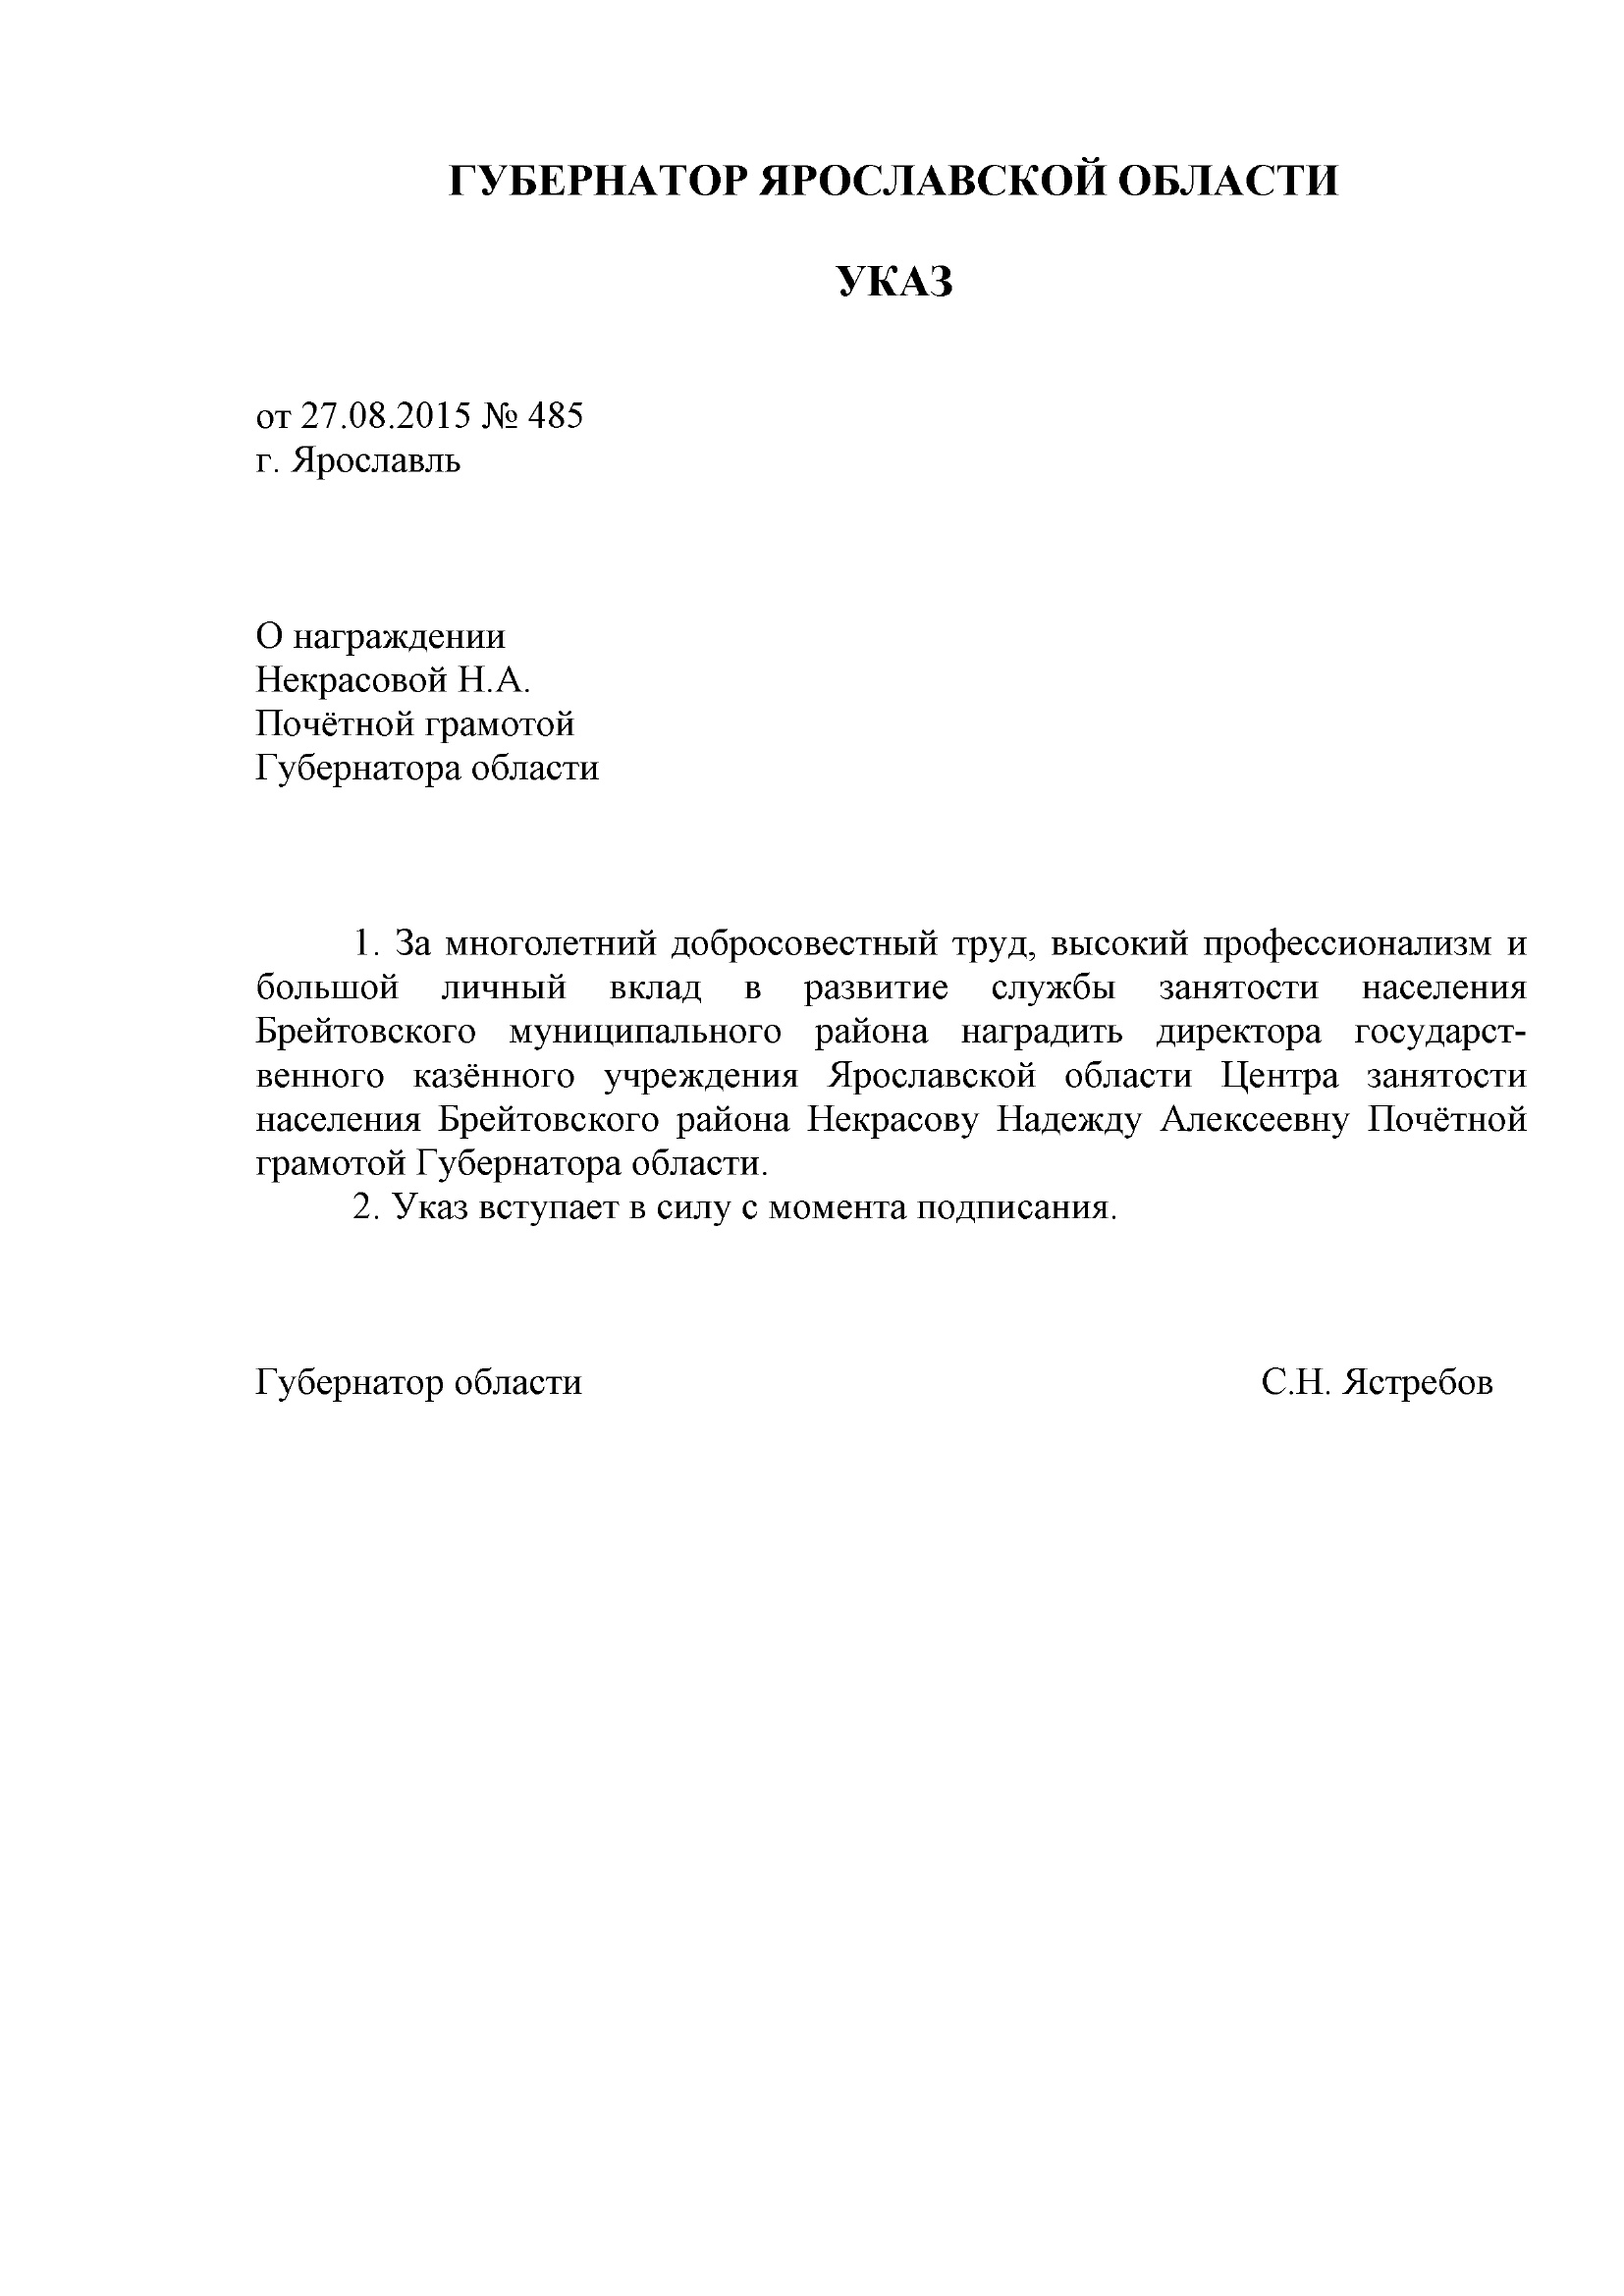 ГУБЕРНАТОР ЯРОСЛАВСКОЙ ОБЛАСТИ
УКАЗ
от 27.08.2015 № 485
г. Ярославль
О награждении
Некрасовой Н.А.
Почётной грамотой
Губернатора области
1. За многолетний добросовестный труд, высокий профессионализм и
большой личный вклад в развитие службы занятости населения
Брейтовского муниципального района наградить директора государст-
венного казённого учреждения Ярославской области Центра занятости
населения Брейтовского района Некрасову Надежду Алексеевну Почётной
грамотой Губернатора области.
2. Указ вступает в силу с момента подписания.
Губернатор области С.Н. Ястребов